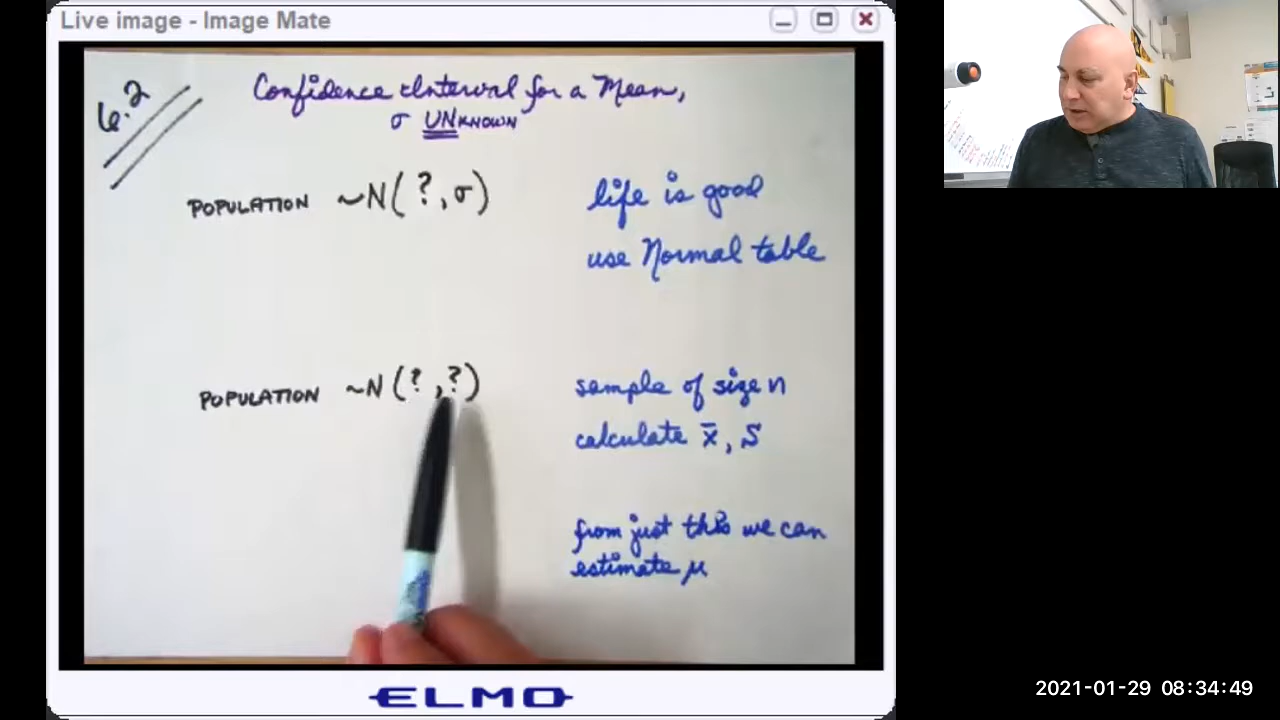 Live image - Image Mate
6.2
Confidence Interval for a Mean,
σ UNKNOWN
POPULATION ~N(?,σ)
life is good
use Normal table
POPULATION ~N(?,?)
sample of size n
calculate x̄, S
from just this we can
estimate μ
ELMO
2021-01-29 08:34:49